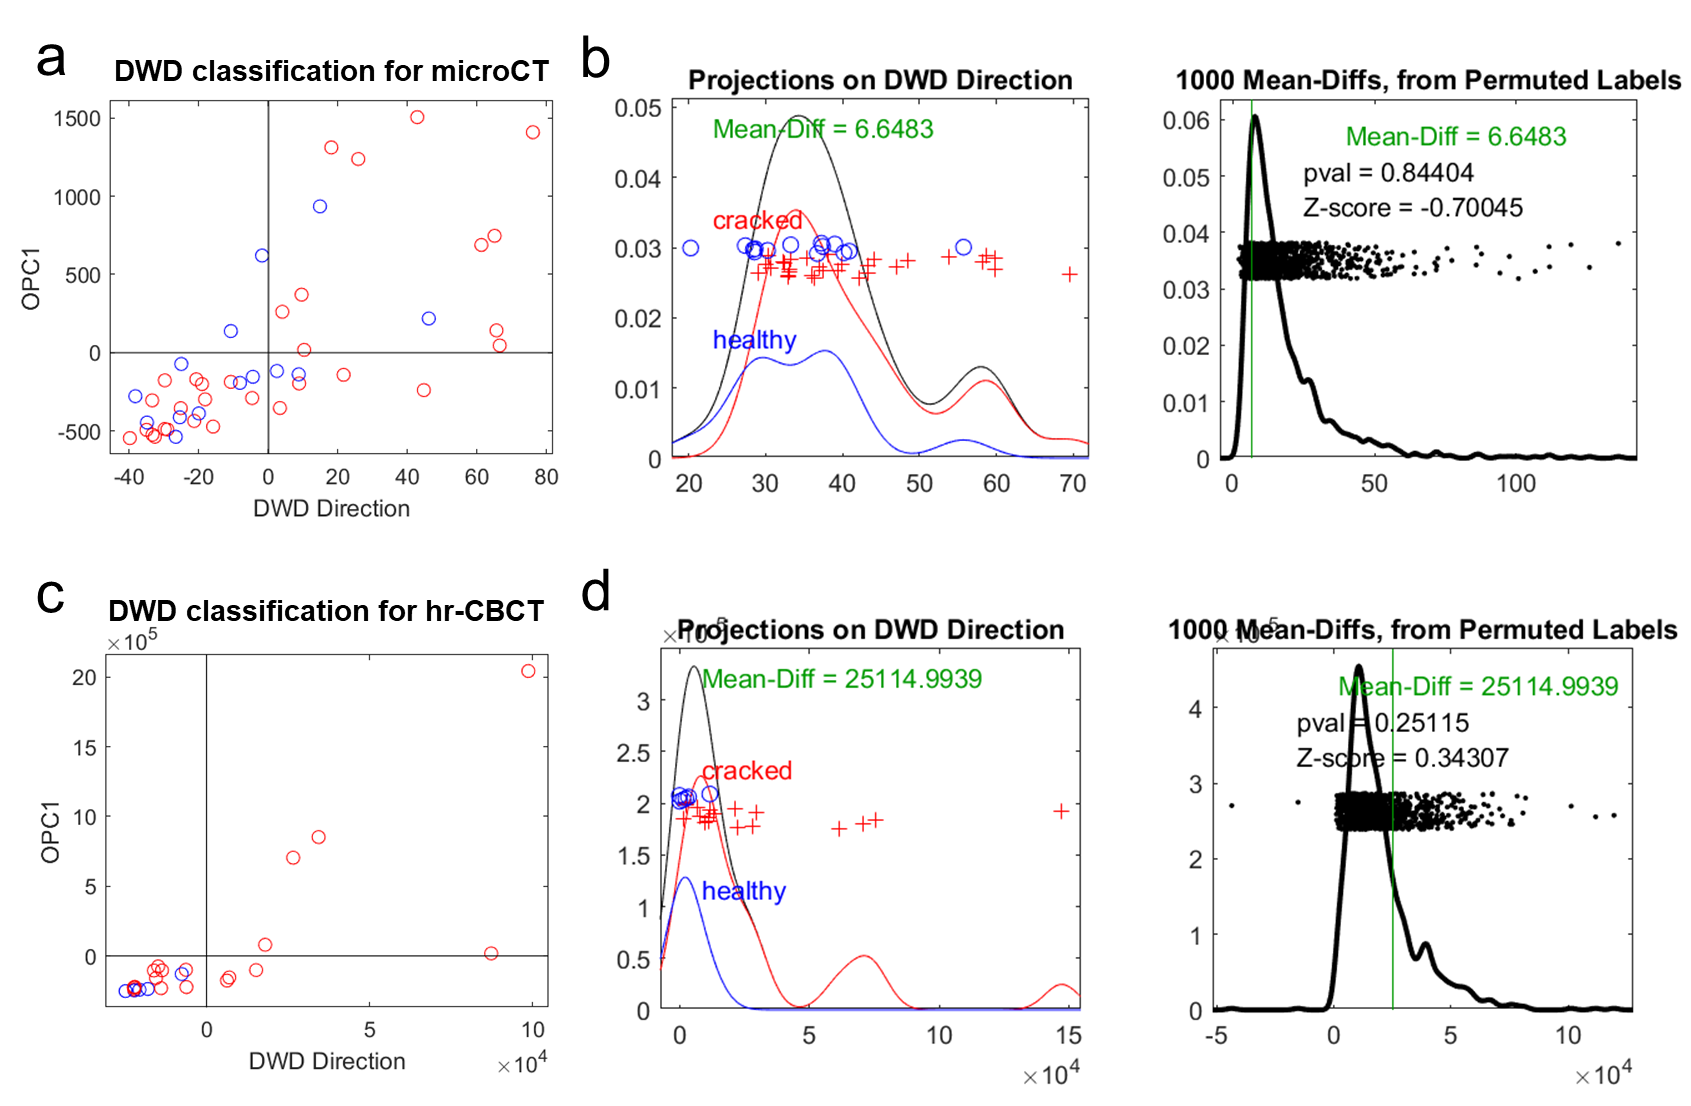 a
DWD classification for microCT
1500
1000
500
0
-500
OPC1
-40
-20
0
20
40
60
80
DWD Direction
b
Projections on DWD Direction
0.05
0.04
0.03
0.02
0.01
0
Mean-Diff = 6.6483
cracked
healthy
20
30
40
50
60
70
1000 Mean-Diffs, from Permuted Labels
0.06
0.05
0.04
0.03
0.02
0.01
0
Mean-Diff = 6.6483
pval = 0.84404
Z-score = -0.70045
0
50
100
c
DWD classification for hr-CBCT
×10^5
20
15
10
5
0
OPC1
0
5
10
×10^4
DWD Direction
d
Projections on DWD Direction
×10^-5
3
2.5
2
1.5
1
0.5
0
Mean-Diff = 25114.9939
cracked
healthy
0
5
10
15
×10^4
1000 Mean-Diffs, from Permuted Labels
4
3
2
1
0
Mean-Diff = 25114.9939
pval = 0.25115
Z-score = 0.34307
-5
0
5
10
×10^4